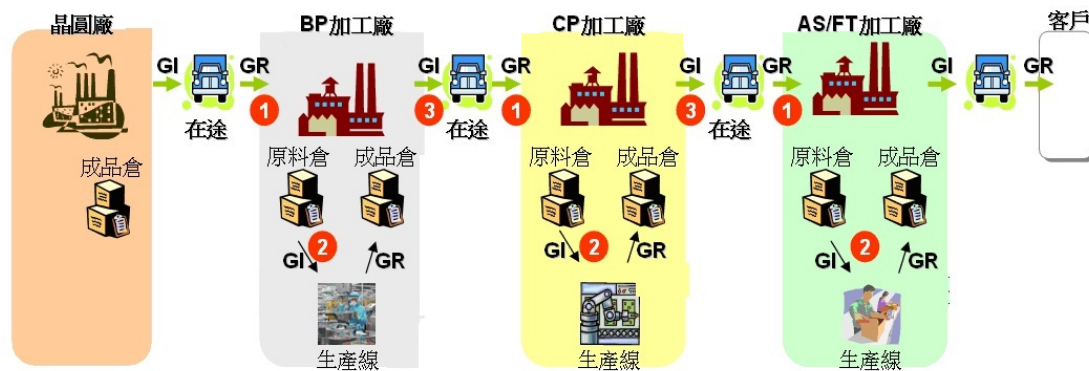 晶圓廠
BP加工廠
CP加工廠
AS/FT加工廠
客戶
GI
GR
GI
GR
GI
GR
GI
GR
1
3
1
3
1
在途
在途
在途
成品倉
原料倉
成品倉
原料倉
成品倉
原料倉
成品倉
GI
2
GR
GI
2
GR
GI
2
GR
生產線
生產線
生產線